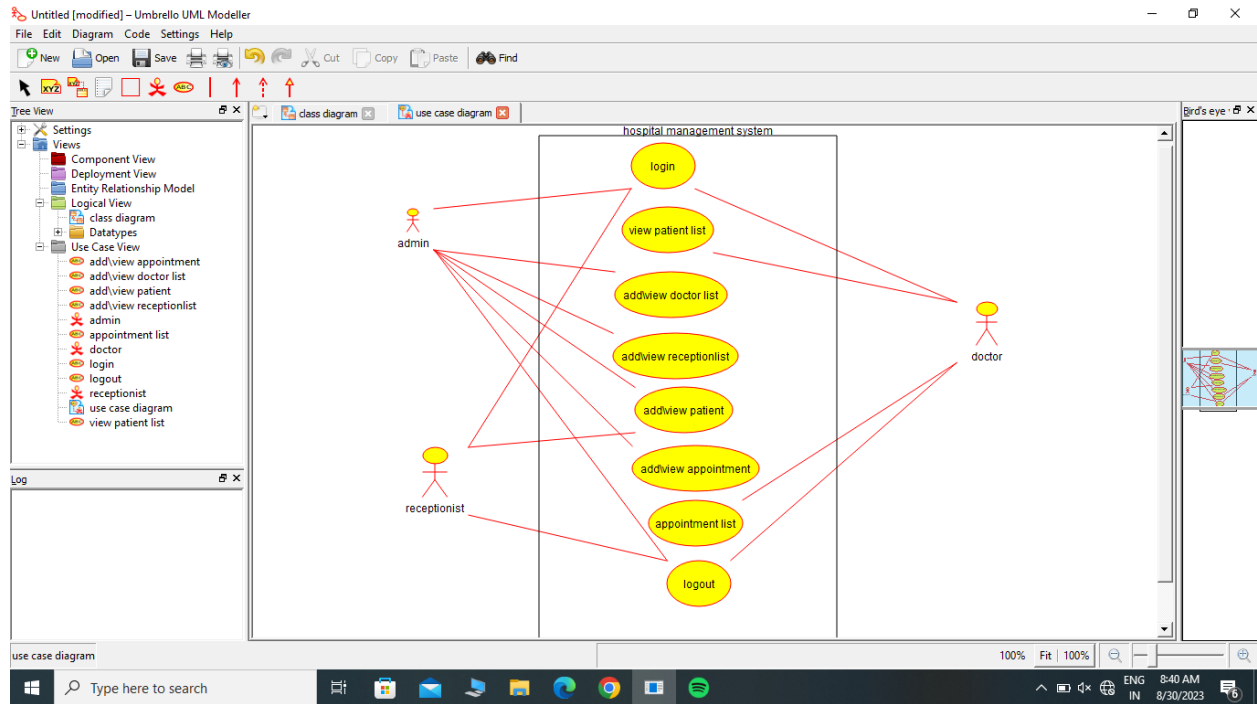 Untitled [modified] – Umbrello UML Modeller
File Edit Diagram Code Settings Help
New Open Save Cut Copy Paste Find
XYZ ABC
Tree View
class diagram
use case diagram
Bird's eye
Settings
Views
Component View
Deployment View
Entity Relationship Model
Logical View
class diagram
Datatypes
Use Case View
add\view appointment
add\view doctor list
add\view patient
add\view receptionlist
admin
appointment list
doctor
login
logout
receptionist
use case diagram
view patient list
Log
hospital management system
login
view patient list
admin
add\view doctor list
doctor
add\view receptionlist
add\view patient
add\view appointment
receptionist
appointment list
logout
use case diagram
100% Fit 100%
Type here to search
ENG
IN
8:40 AM
8/30/2023
6